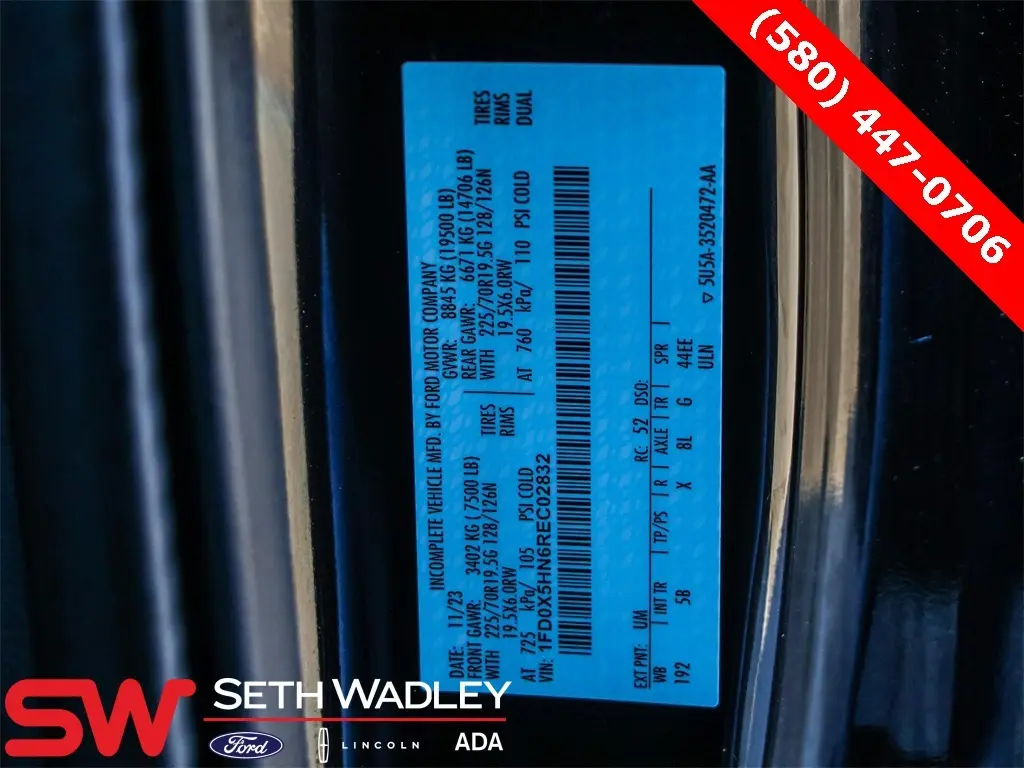 INCOMPLETE VEHICLE MFD. BY FORD MOTOR COMPANY
DATE: 11/23 GVWR: 8845 KG (19500 LB)
FRONT GAWR: 3402 KG (7500 LB) REAR GAWR: 6671 KG (14706 LB)
WITH 225/70R19.5G 128/126N TIRES WITH 225/70R19.5G 128/126N TIRES
19.5X6.0RW RIMS 19.5X6.0RW RIMS
AT 725 kPa/ 105 PSI COLD AT 760 kPa/ 110 PSI COLD DUAL
VIN: 1FD0X5HN6REC02832
EXT PNT: UM RC: 52 DSO:
WB | INT TR | TP/PS | R | AXLE | TR | SPR |
192 5B X 8L G 44EE
ULN
▽ 5U5A-3520472-AA
(580) 447-0706
SW SETH WADLEY
Ford LINCOLN ADA